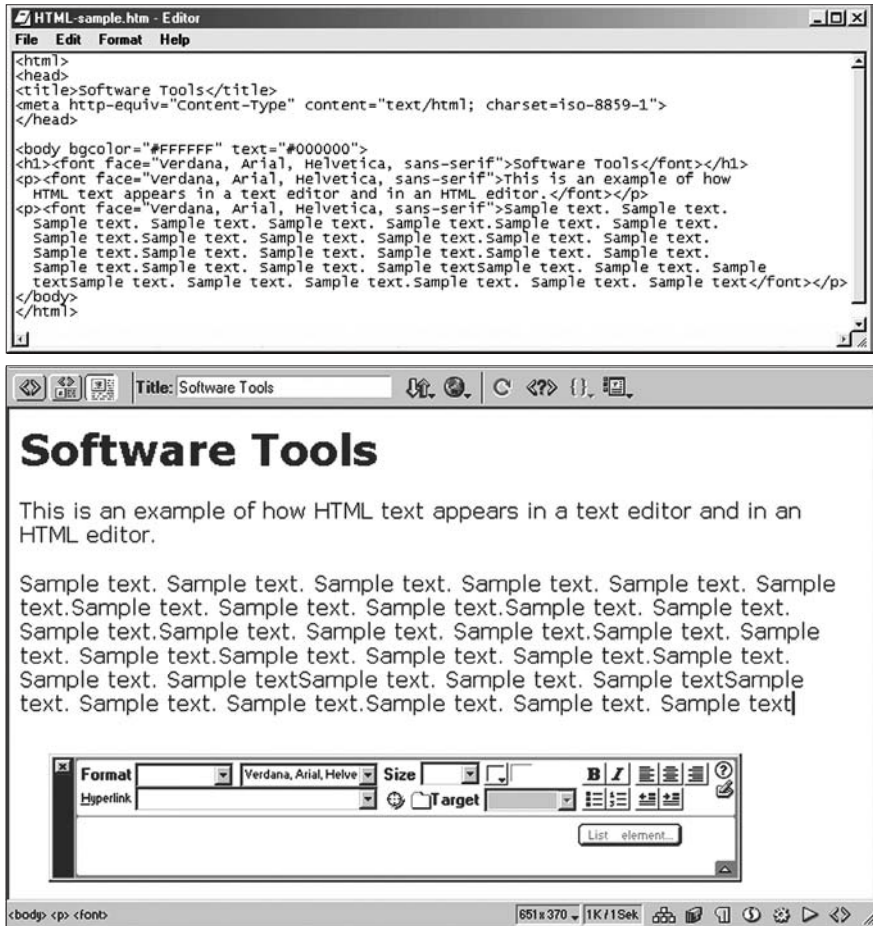 HTML-sample.htm - Editor
File Edit Format Help
<html>
<head>
<title>Software Tools</title>
<meta http-equiv="Content-Type" content="text/html; charset=iso-8859-1">
</head>
<body bgcolor="#FFFFFF" text="#000000">
<h1><font face="Verdana, Arial, Helvetica, sans-serif">Software Tools</font></h1>
<p><font face="Verdana, Arial, Helvetica, sans-serif">This is an example of how
HTML text appears in a text editor and in an HTML editor.</font></p>
<p><font face="Verdana, Arial, Helvetica, sans-serif">Sample text. Sample text.
Sample text. Sample text. Sample text. Sample text.Sample text. Sample text.
Sample text.Sample text. Sample text. Sample text.Sample text. Sample text.
Sample text.Sample text. Sample text. Sample text.Sample text. Sample text.
Sample text.Sample text. Sample text. Sample textSample text. Sample text. Sample
textSample text. Sample text. Sample text.Sample text. Sample text. Sample text</font></p>
</body>
</html>
Title: Software Tools
Software Tools
This is an example of how HTML text appears in a text editor and in an
HTML editor.
Sample text. Sample text. Sample text. Sample text. Sample text. Sample
text.Sample text. Sample text. Sample text.Sample text. Sample text.
Sample text.Sample text. Sample text. Sample text.Sample text. Sample
text. Sample text.Sample text. Sample text. Sample text.Sample text.
Sample text. Sample textSample text. Sample text. Sample textSample
text. Sample text. Sample text.Sample text. Sample text. Sample text
Format Verdana, Arial, Helve Size B I
Hyperlink Target
List element...
<body> <p> <font> 651 x 370 1K / 1 Sek